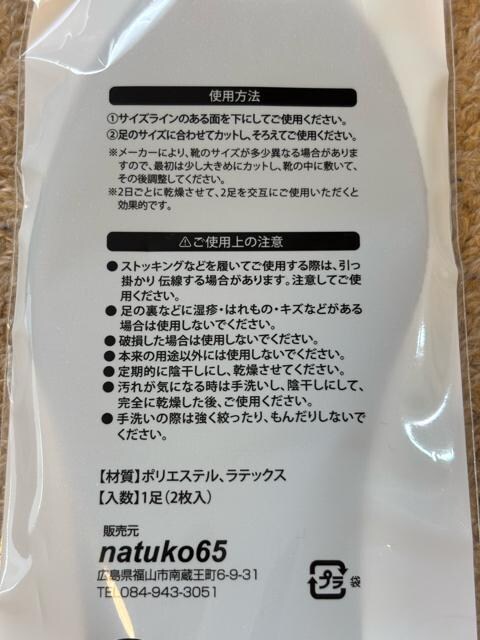 使用方法
①サイズラインのある面を下にしてご使用ください。
②足のサイズに合わせてカットし、そろえてご使用ください。
※メーカーにより、靴のサイズが多少異なる場合がありま
すので、最初は少し大きめにカットし、靴の中に敷いて、
その後調整してください。
※2日ごとに乾燥させて、2足を交互にご使用いただくと
効果的です。
⚠ご使用上の注意
●ストッキングなどを履いてご使用する際は、引っ
掛かり伝線する場合があります。注意してご使
用ください。
●足の裏などに湿疹・はれもの・キズなどがある
場合は使用しないでください。
●破損した場合は使用しないでください。
●本来の用途以外には使用しないでください。
●定期的に陰干しにし、乾燥させてください。
●汚れが気になる時は手洗いし、陰干しにして、
完全に乾燥した後、ご使用ください。
●手洗いの際は強く絞ったり、もんだりしないで
ください。
【材質】ポリエステル、ラテックス
【入数】1足(2枚入)
販売元
natuko65
広島県福山市南蔵王町6-9-31
TEL084-943-3051
プラ 袋